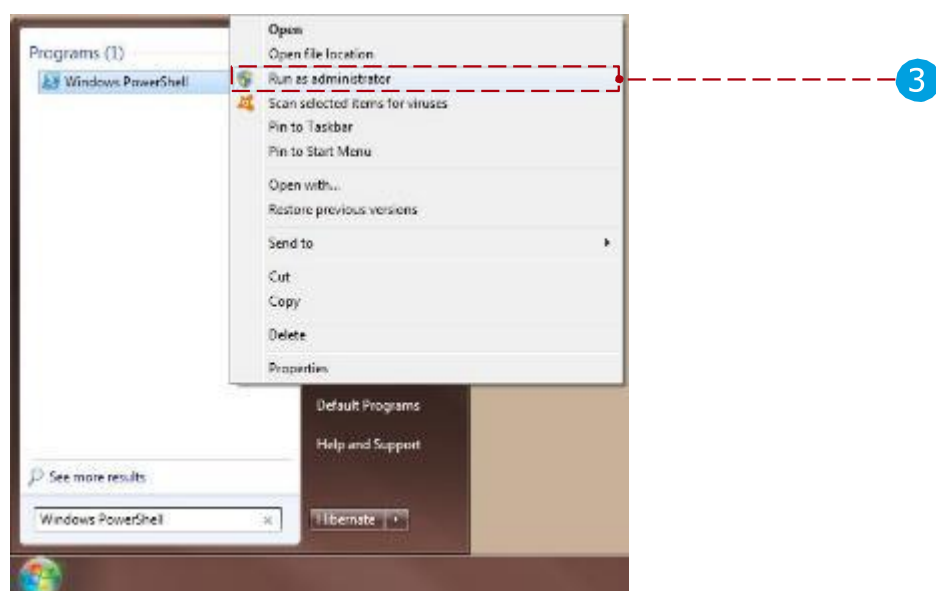 Programs (1)
Windows PowerShell
Open
Open file location
Run as administrator
Scan selected items for viruses
Pin to Taskbar
Pin to Start Menu
Open with...
Restore previous versions
Send to
Cut
Copy
Delete
Properties
3
Default Programs
Help and Support
See more results
Windows PowerShell
Hibernate